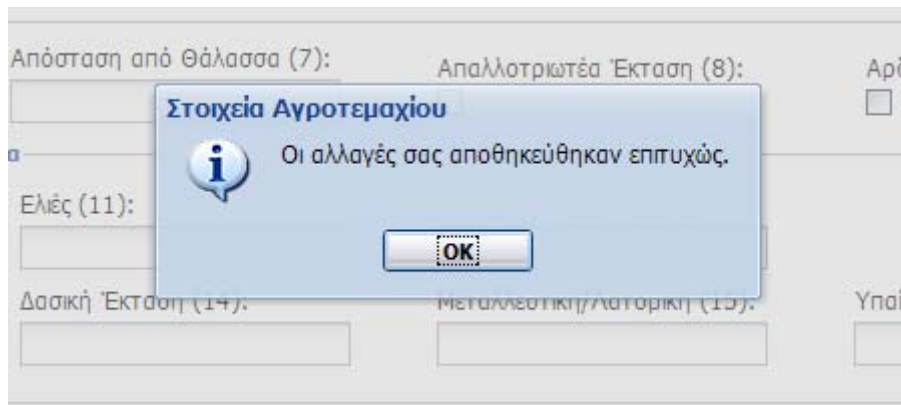 Απόσταση από Θάλασσα (7):
Απαλλοτριωτέα Έκταση (8):
Στοιχεία Αγροτεμαχίου
Οι αλλαγές σας αποθηκεύθηκαν επιτυχώς.
Ελιές (11):
OK
Δασική Έκταση (14):
Μεταλλευτική/Λατομική (15):